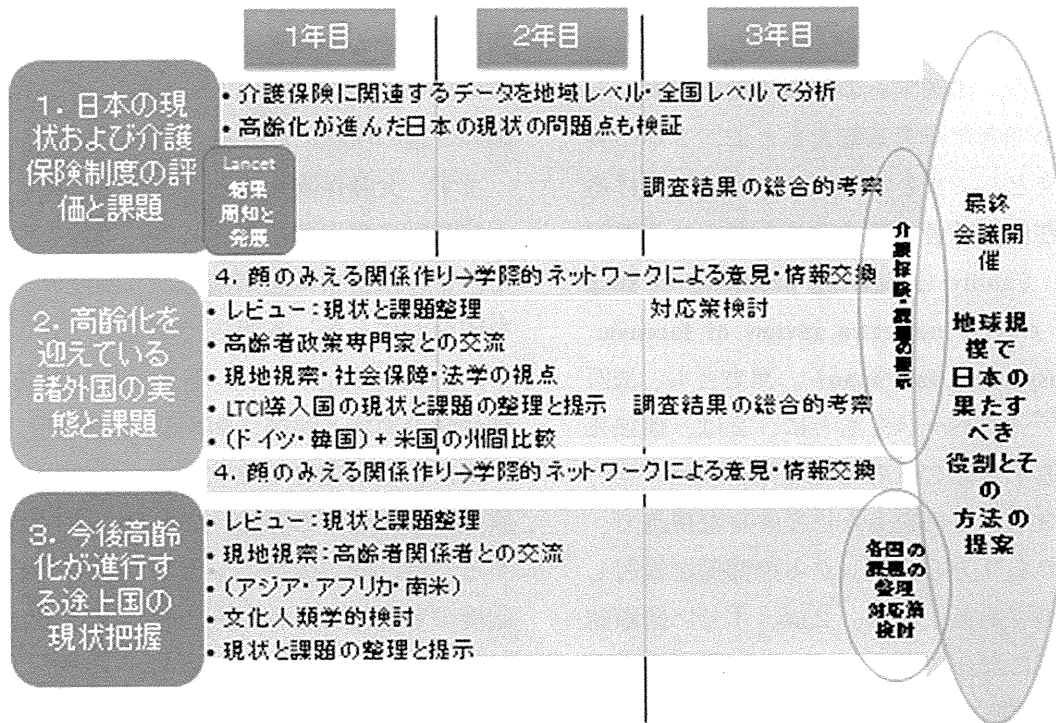 1年目
2年目
3年目
1. 日本の現
状および介護
保険制度の評
価と課題
Lancet
結果
周知と
発展
• 介護保険に関連するデータを地域レベル・全国レベルで分析
• 高齢化が進んだ日本の現状の問題点も検証
調査結果の総合的考察
4. 顔のみえる関係作り→学際的ネットワークによる意見・情報交換
2. 高齢化を
迎えている
諸外国の実
態と課題
• レビュー：現状と課題整理
対応策検討
• 高齢者政策専門家との交流
• 現地視察・社会保障・法学の視点
• LTCI導入国の現状と課題の整理と提示
調査結果の総合的考察
• (ドイツ・韓国)+米国の州間比較
4. 顔のみえる関係作り→学際的ネットワークによる意見・情報交換
3. 今後高齢
化が進行す
る途上国の
現状把握
• レビュー：現状と課題整理
• 現地視察：高齢者関係者との交流
• (アジア・アフリカ・南米)
• 文化人類学的検討
• 現状と課題の整理と提示
介護保険・課題の提示
各国の
課題の
整理
対応策
検討
最終
会議開
催
地球規
模で
日本の
果たす
べき
役割とそ
の
方法の
提案